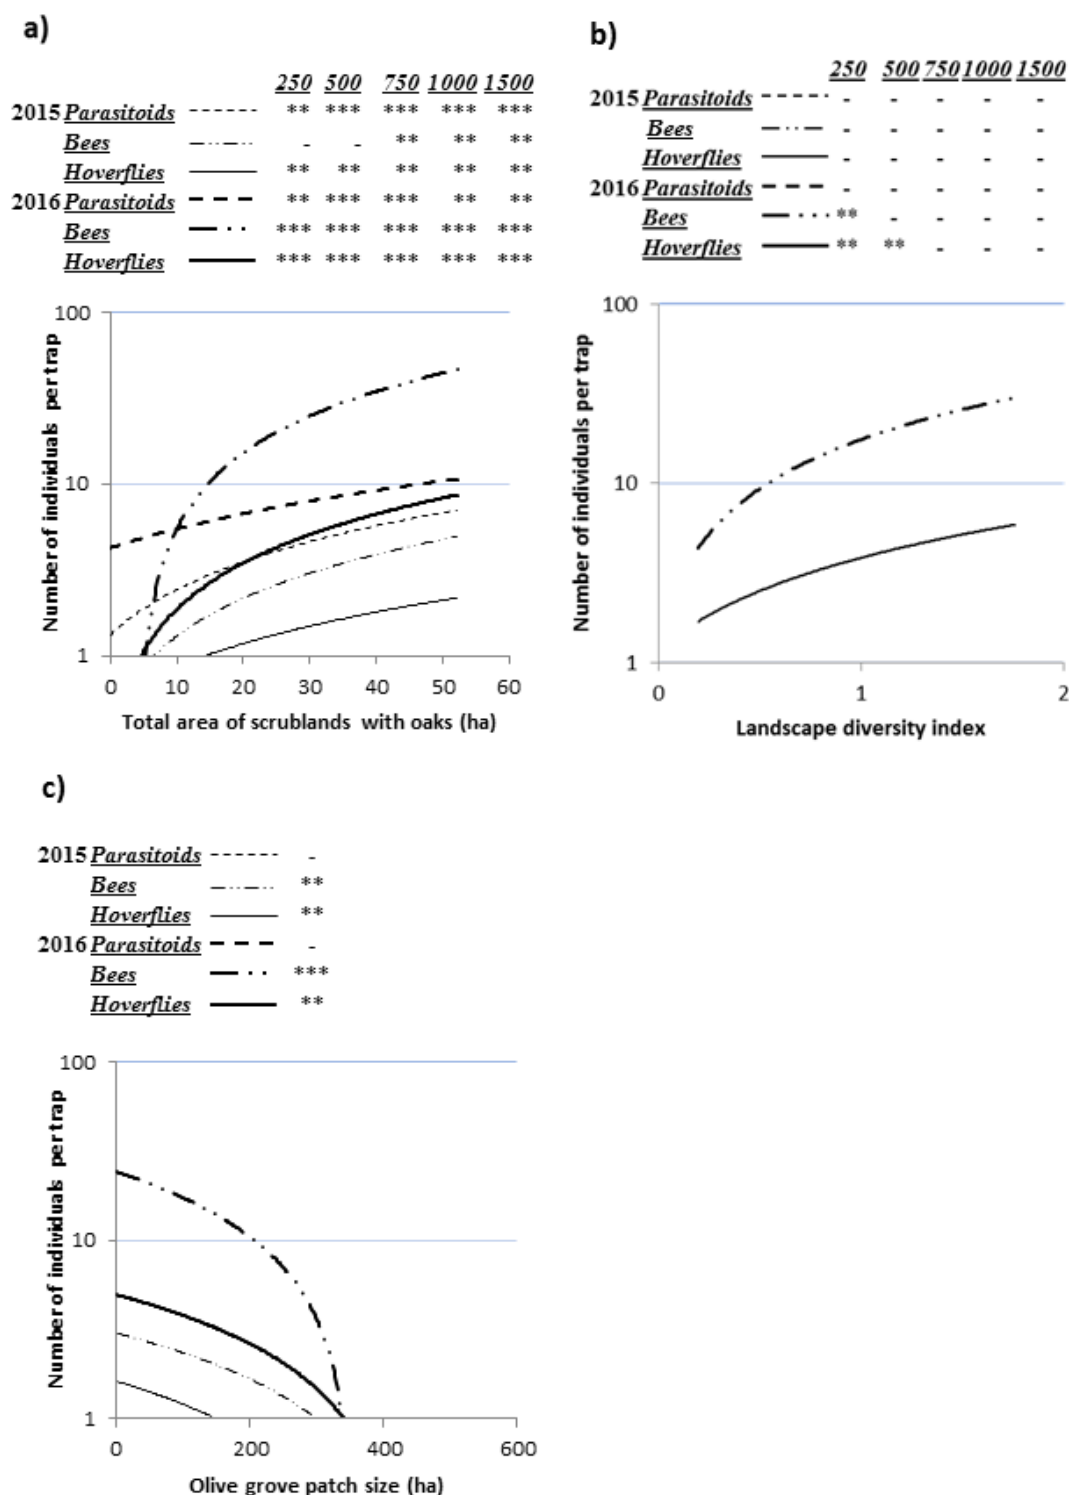 a)
250 500 750 1000 1500
2015 Parasitoids ** *** *** *** ***
Bees - - ** ** **
Hoverflies ** ** ** ** **
2016 Parasitoids ** *** *** ** **
Bees *** *** *** *** ***
Hoverflies *** *** *** *** ***
100
10
1
0 10 20 30 40 50 60
Number of individuals per trap
Total area of scrublands with oaks (ha)
b)
250 500 750 1000 1500
2015 Parasitoids - - - - -
Bees - - - - -
Hoverflies - - - - -
2016 Parasitoids - - - - -
Bees ** - - - -
Hoverflies ** ** - - -
100
10
1
0 1 2
Number of individuals per trap
Landscape diversity index
c)
2015 Parasitoids -
Bees **
Hoverflies **
2016 Parasitoids -
Bees ***
Hoverflies **
100
10
1
0 200 400 600
Number of individuals per trap
Olive grove patch size (ha)